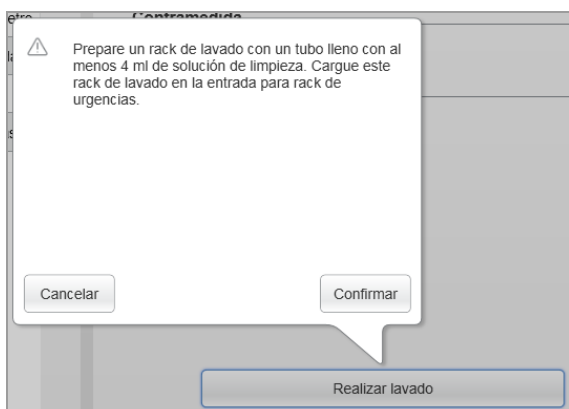 Contramedida
Prepare un rack de lavado con un tubo lleno con al
menos 4 ml de solución de limpieza. Cargue este
rack de lavado en la entrada para rack de
urgencias.
Cancelar
Confirmar
Realizar lavado